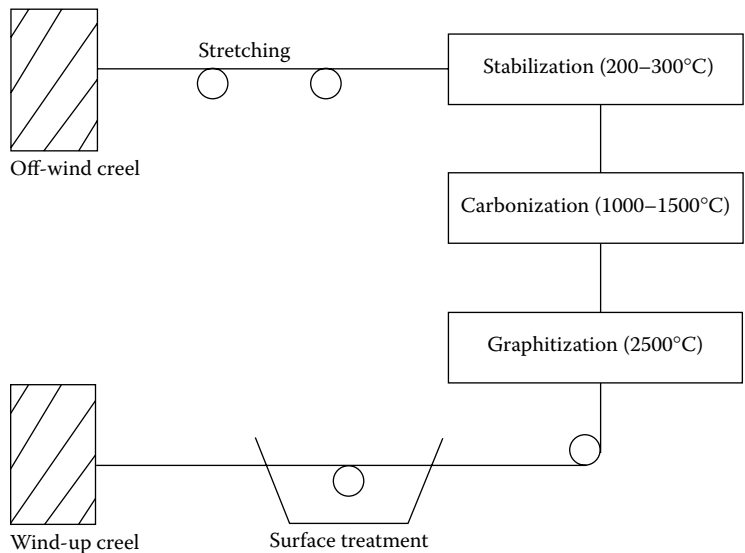 Stretching
Stabilization (200–300°C)
Off-wind creel
Carbonization (1000–1500°C)
Graphitization (2500°C)
Wind-up creel
Surface treatment